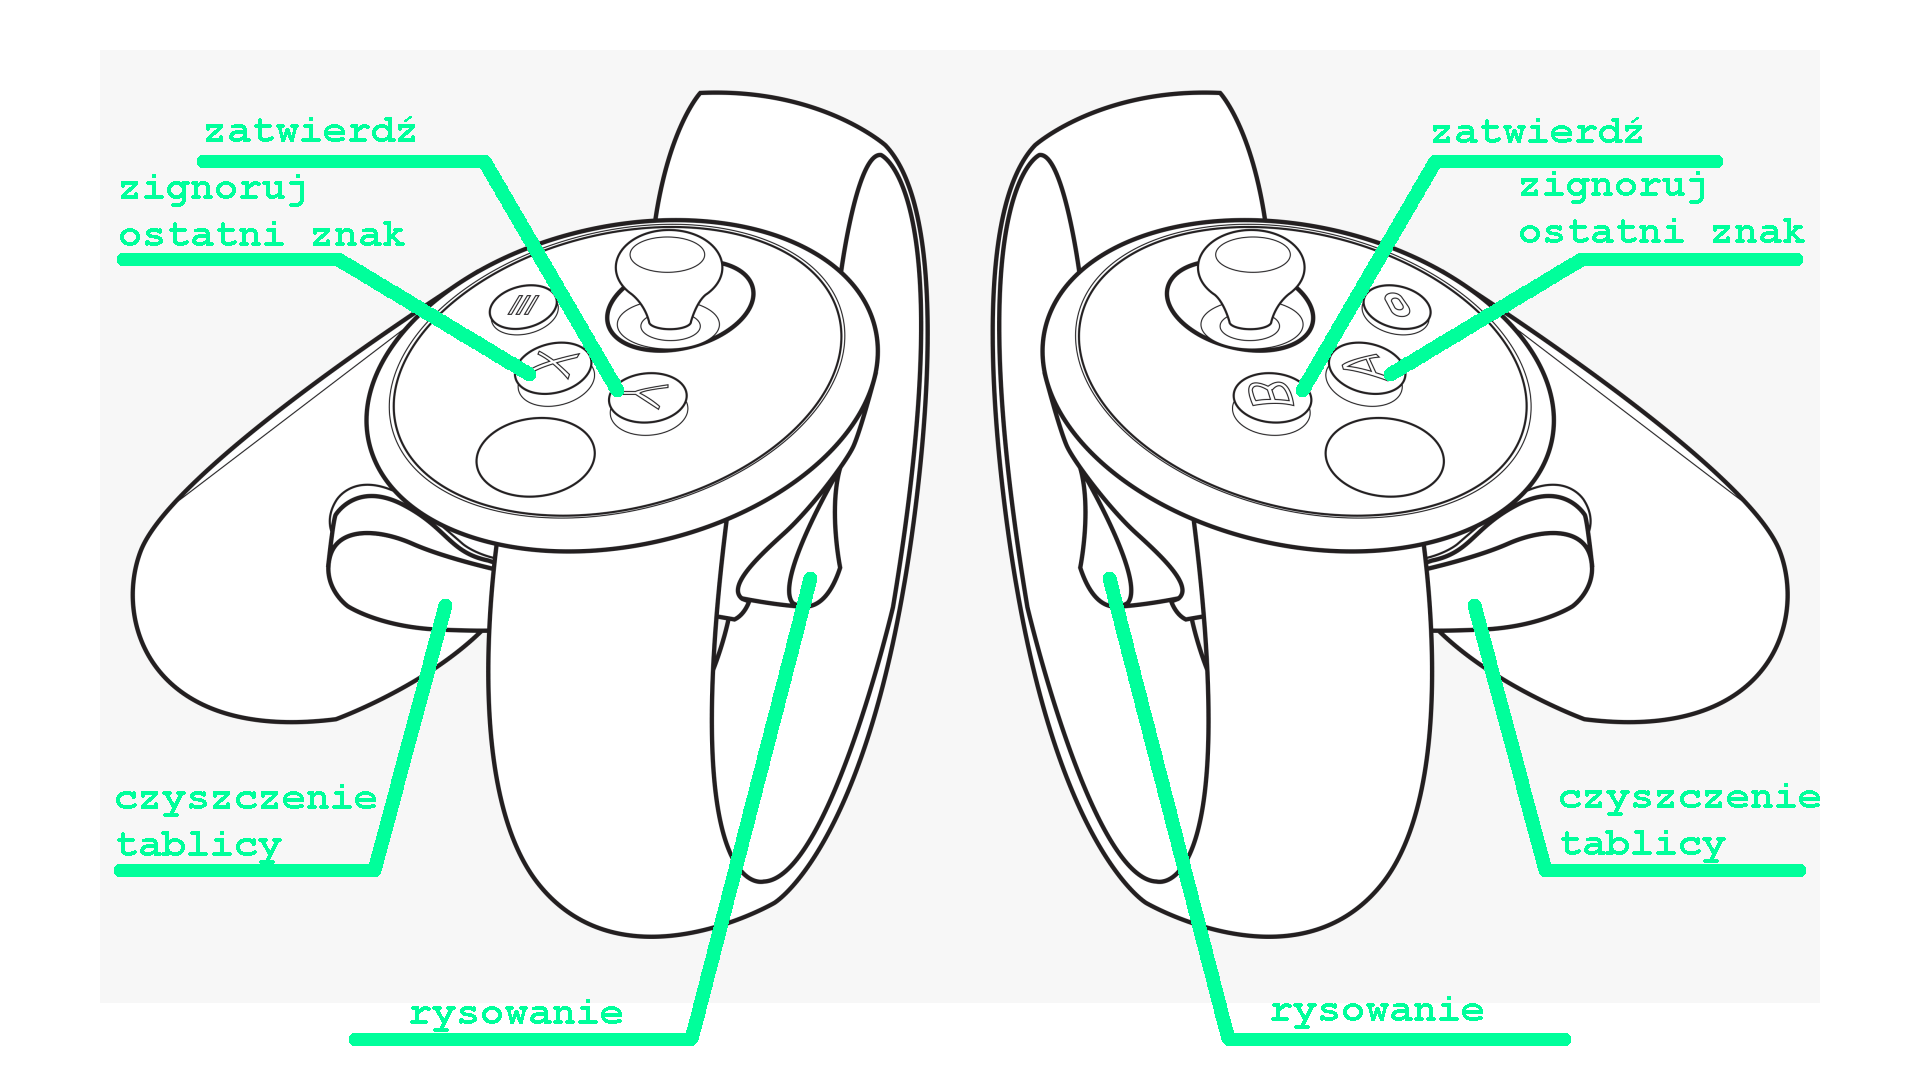 zatwierdź
zignoruj
ostatni znak
X
Y
czyszczenie
tablicy
rysowanie
zatwierdź
zignoruj
ostatni znak
A
B
czyszczenie
tablicy
rysowanie